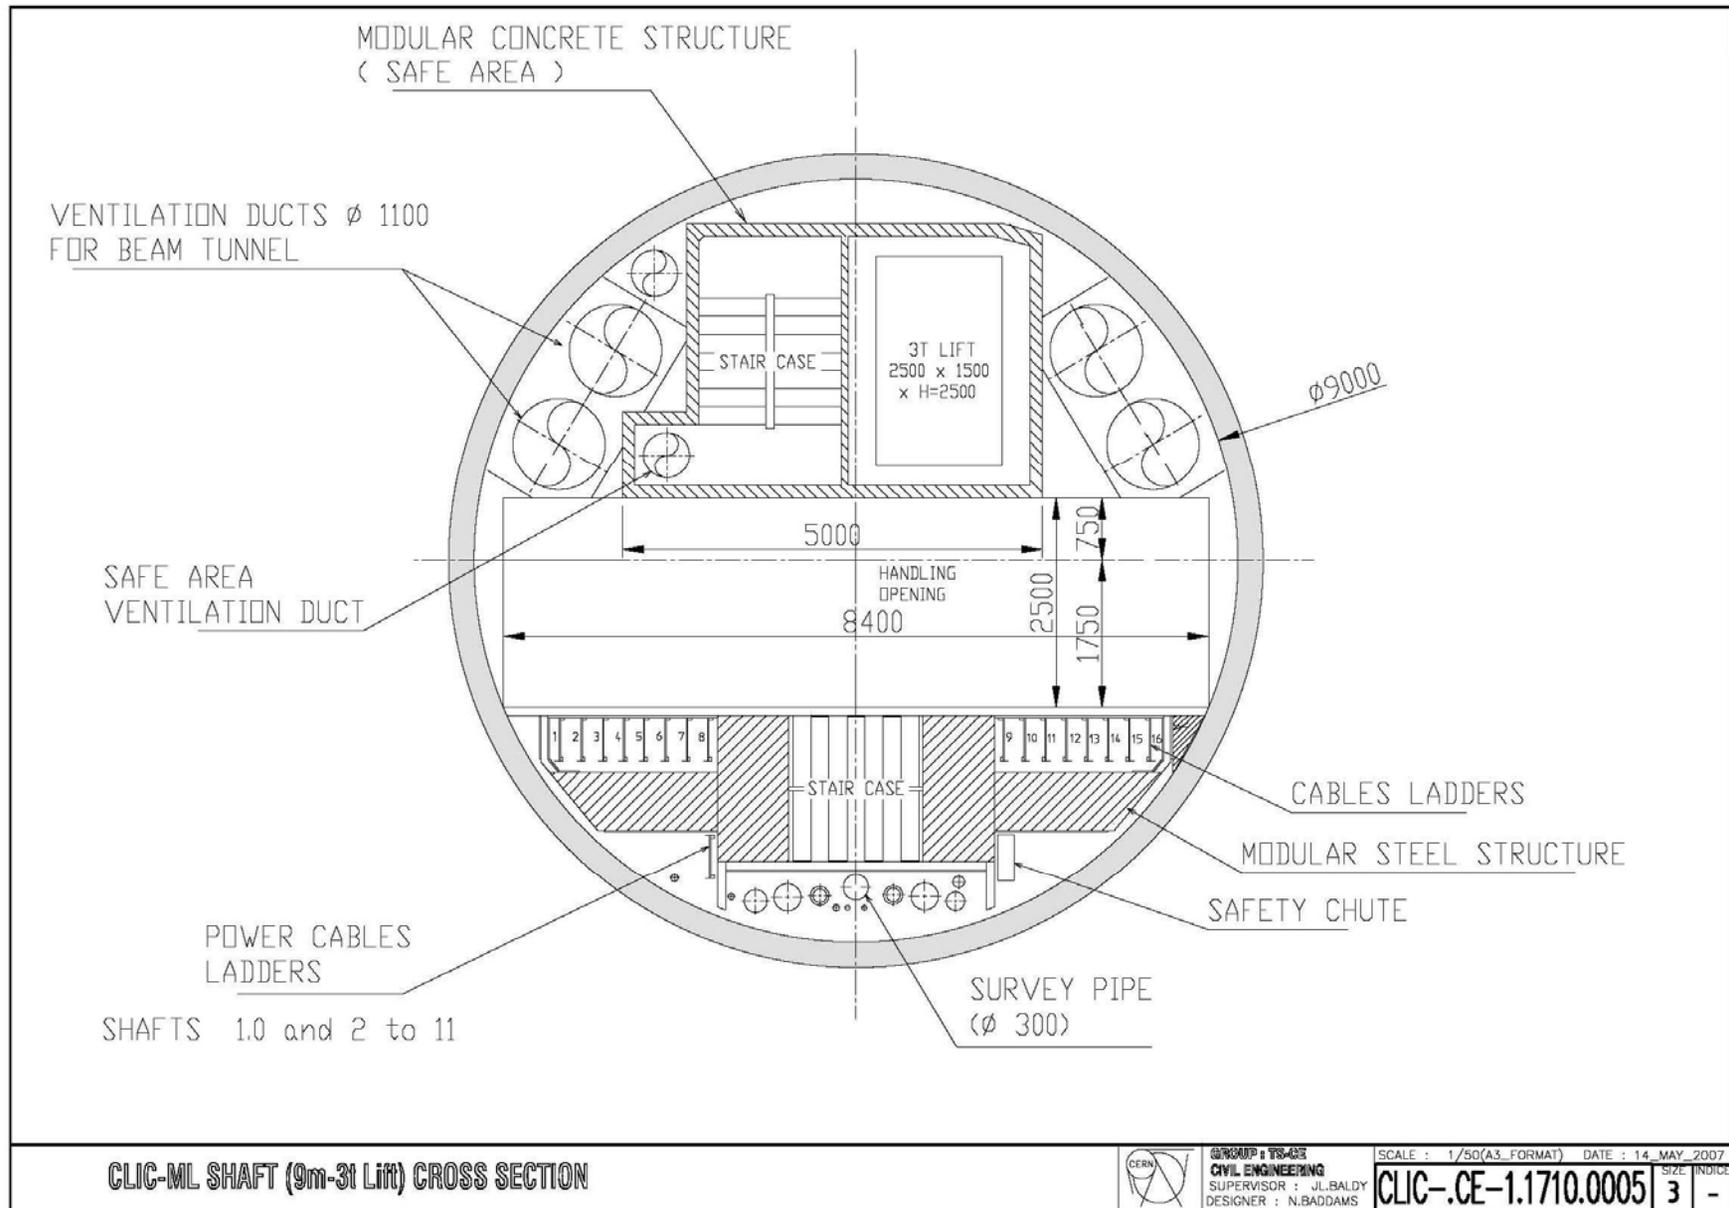 MODULAR CONCRETE STRUCTURE
( SAFE AREA )
VENTILATION DUCTS ø 1100
FOR BEAM TUNNEL
STAIR CASE
3T LIFT
2500 x 1500
x H=2500
ø9000
5000
750
SAFE AREA
VENTILATION DUCT
HANDLING
OPENING
8400
2500
1750
1 2 3 4 5 6 7 8
9 10 11 12 13 14 15 16
STAIR CASE
CABLES LADDERS
MODULAR STEEL STRUCTURE
SAFETY CHUTE
POWER CABLES
LADDERS
SURVEY PIPE
(ø 300)
SHAFTS 1.0 and 2 to 11
CLIC-ML SHAFT (9m-3t Lift) CROSS SECTION
CERN
GROUP : TS-CE
CIVIL ENGINEERING
SUPERVISOR : JL.BALDY
DESIGNER : N.BADDAMS
SCALE : 1/50(A3_FORMAT) DATE : 14_MAY_2007
CLIC-.CE-1.1710.0005
SIZE
3
INDICE
-